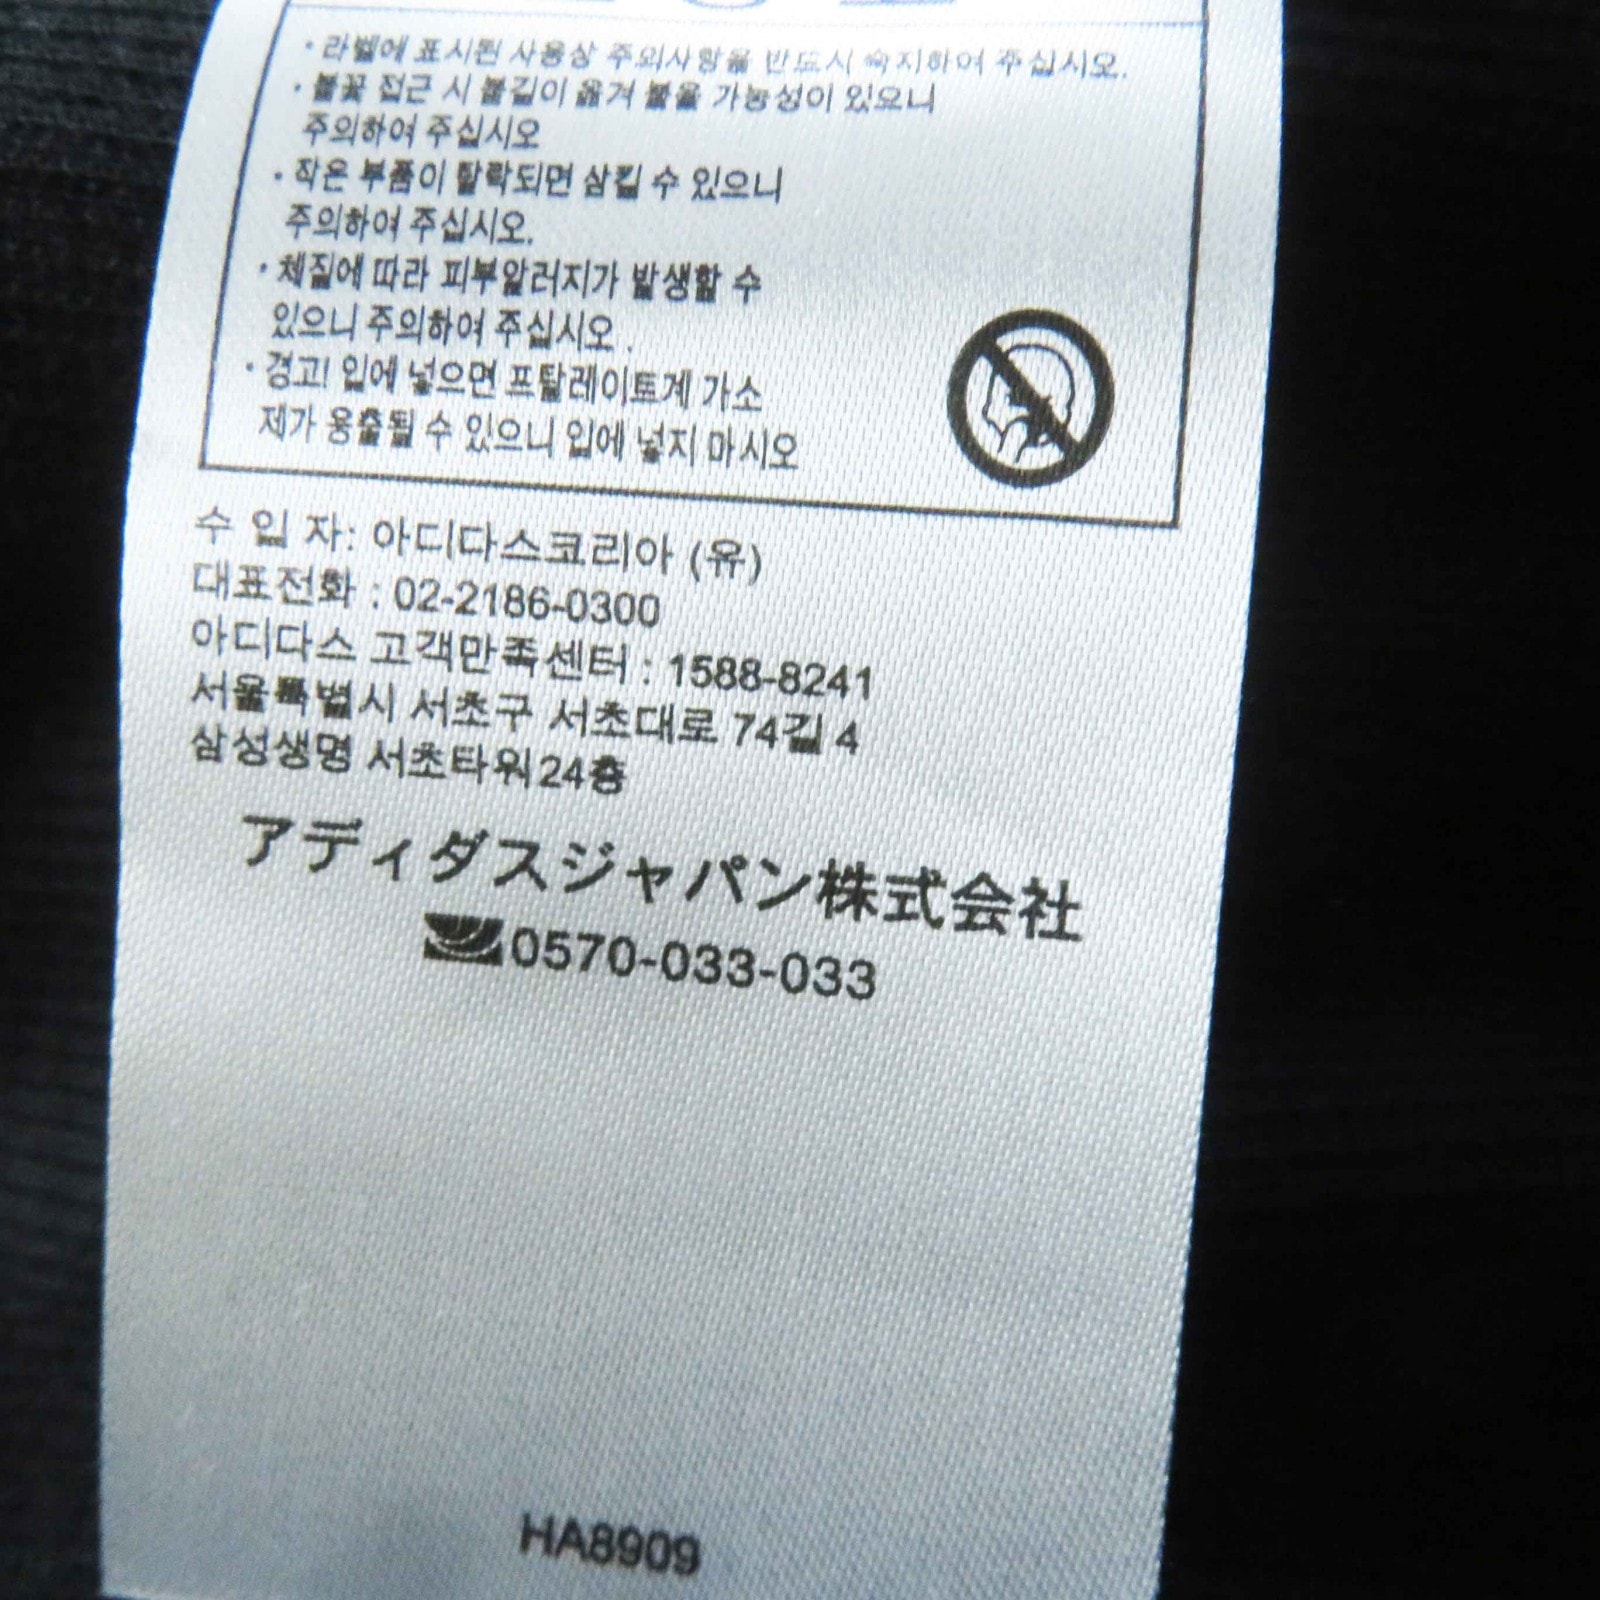 · 라벨에 표시된 사용상 주의사항을 반드시 숙지하여 주십시오.
· 불꽃 접근 시 불길이 옮겨 붙을 가능성이 있으니
주의하여 주십시오
· 작은 부품이 탈락되면 삼킬 수 있으니
주의하여 주십시오.
· 체질에 따라 피부알러지가 발생할 수
있으니 주의하여 주십시오 .
· 경고! 입에 넣으면 프탈레이트계 가소
제가 용출될 수 있으니 입에 넣지 마시오
수 입 자: 아디다스코리아 (유)
대표전화 : 02-2186-0300
아디다스 고객만족센터 : 1588-8241
서울특별시 서초구 서초대로 74길 4
삼성생명 서초타워24층
アディダスジャパン株式会社
0570-033-033
HA8909